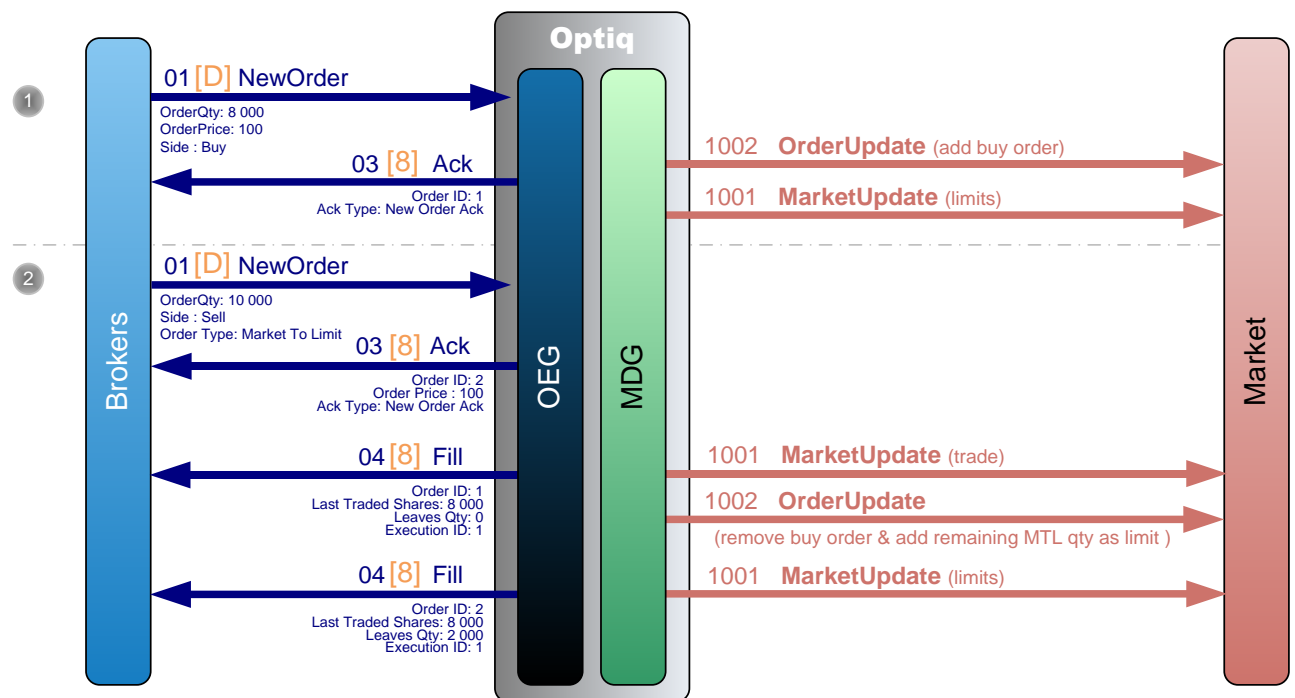 Optiq
1
01 [D] NewOrder
OrderQty: 8 000
OrderPrice: 100
Side : Buy
03 [8] Ack
Order ID: 1
Ack Type: New Order Ack
1002 OrderUpdate (add buy order)
1001 MarketUpdate (limits)
2
01 [D] NewOrder
OrderQty: 10 000
Side : Sell
Order Type: Market To Limit
03 [8] Ack
Order ID: 2
Order Price : 100
Ack Type: New Order Ack
Brokers
OEG
MDG
Market
04 [8] Fill
Order ID: 1
Last Traded Shares: 8 000
Leaves Qty: 0
Execution ID: 1
1001 MarketUpdate (trade)
1002 OrderUpdate
(remove buy order & add remaining MTL qty as limit )
04 [8] Fill
Order ID: 2
Last Traded Shares: 8 000
Leaves Qty: 2 000
Execution ID: 1
1001 MarketUpdate (limits)